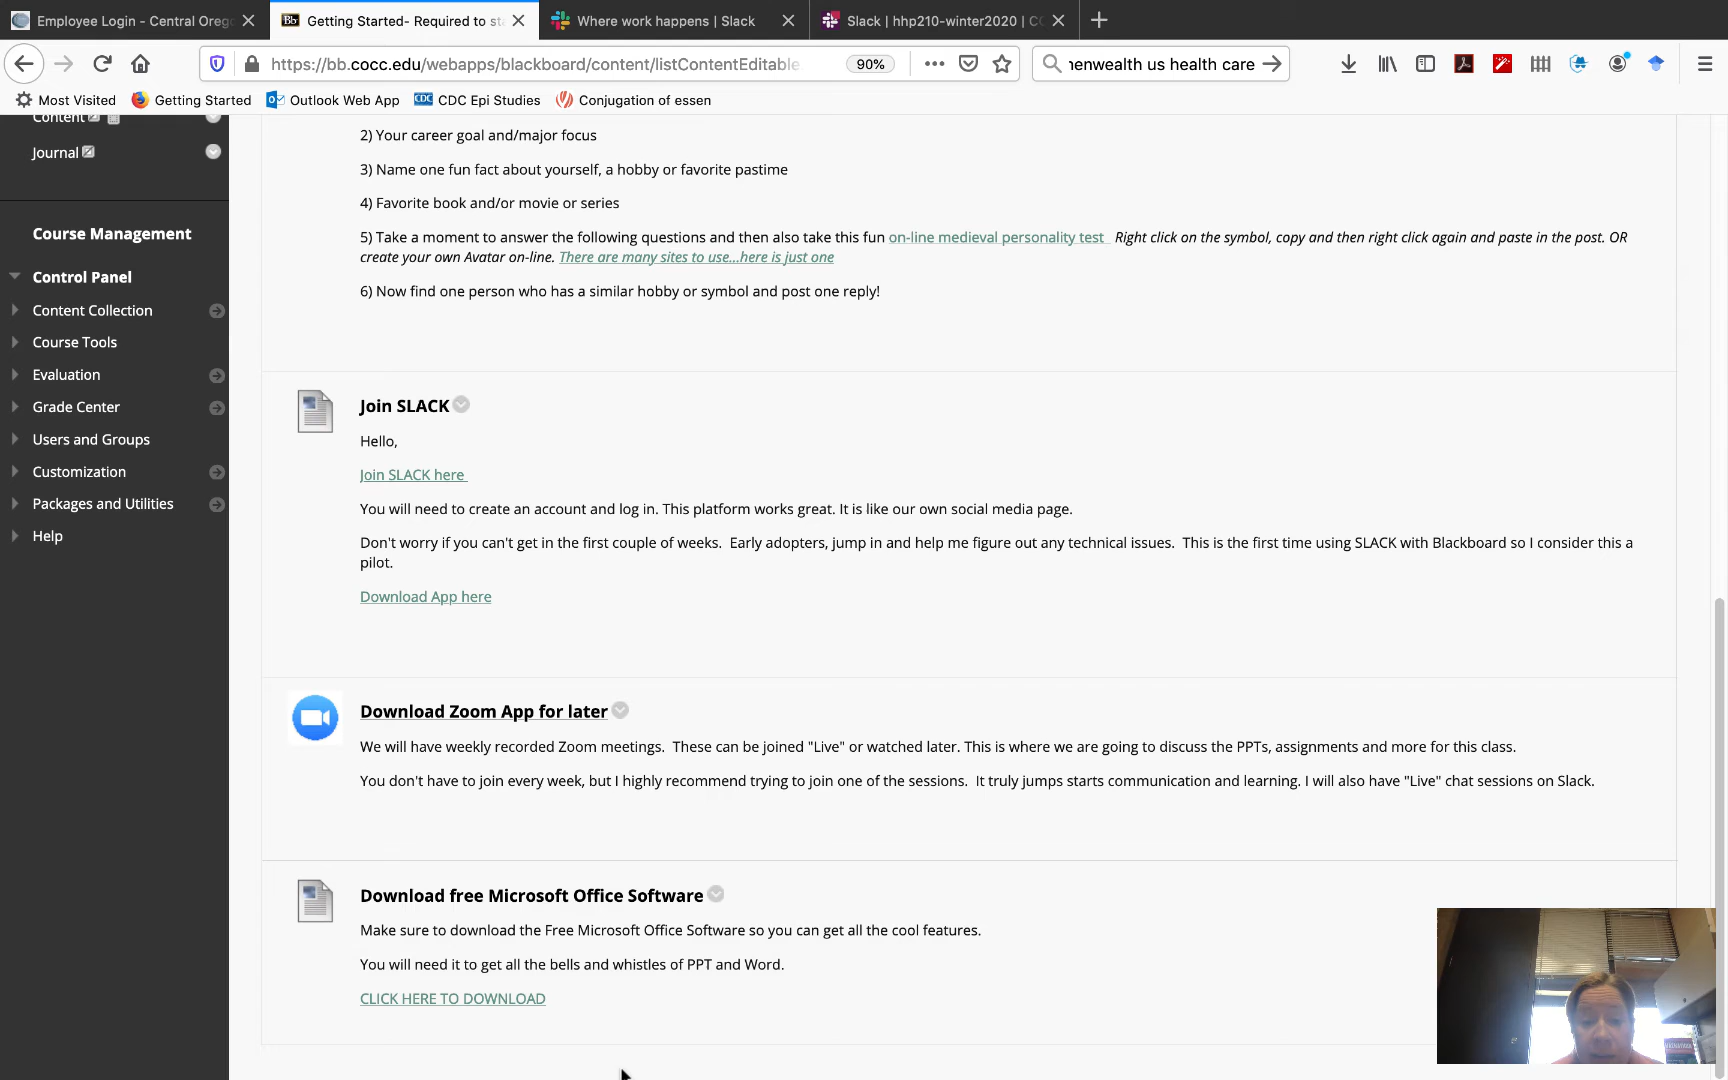 Employee Login - Central Orego
Bb Getting Started- Required to sta
Where work happens | Slack
Slack | hhp210-winter2020 | CO
https://bb.cocc.edu/webapps/blackboard/content/listContentEditable
90%
nenwealth us health care
Most Visited
Getting Started
Outlook Web App
CDC Epi Studies
Conjugation of essen
Content
Journal
Course Management
Control Panel
Content Collection
Course Tools
Evaluation
Grade Center
Users and Groups
Customization
Packages and Utilities
Help
2) Your career goal and/major focus
3) Name one fun fact about yourself, a hobby or favorite pastime
4) Favorite book and/or movie or series
5) Take a moment to answer the following questions and then also take this fun on-line medieval personality test  Right click on the symbol, copy and then right click again and paste in the post. OR
create your own Avatar on-line. There are many sites to use...here is just one
6) Now find one person who has a similar hobby or symbol and post one reply!
Join SLACK
Hello,
Join SLACK here
You will need to create an account and log in. This platform works great. It is like our own social media page.
Don't worry if you can't get in the first couple of weeks.  Early adopters, jump in and help me figure out any technical issues.  This is the first time using SLACK with Blackboard so I consider this a
pilot.
Download App here
Download Zoom App for later
We will have weekly recorded Zoom meetings.  These can be joined "Live" or watched later. This is where we are going to discuss the PPTs, assignments and more for this class.
You don't have to join every week, but I highly recommend trying to join one of the sessions.  It truly jumps starts communication and learning. I will also have "Live" chat sessions on Slack.
Download free Microsoft Office Software
Make sure to download the Free Microsoft Office Software so you can get all the cool features.
You will need it to get all the bells and whistles of PPT and Word.
CLICK HERE TO DOWNLOAD